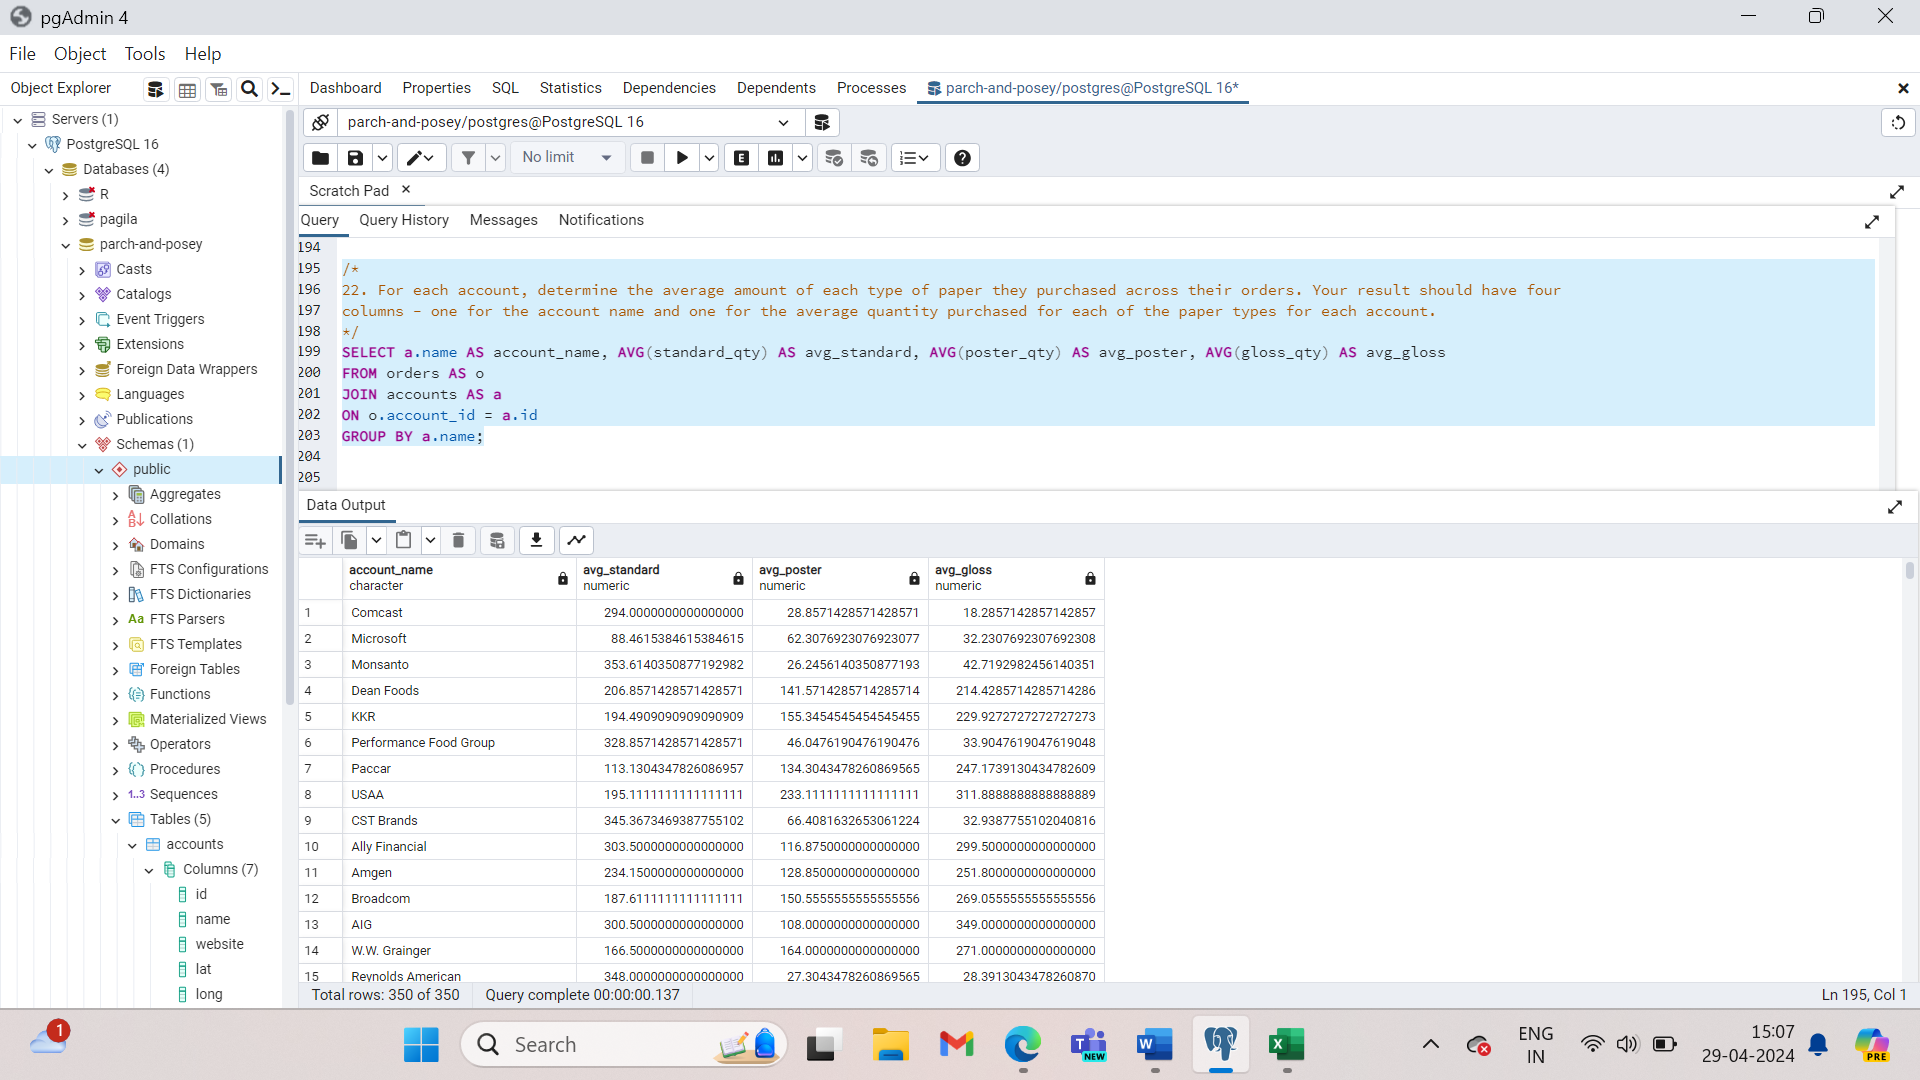 pgAdmin 4
File Object Tools Help
Object Explorer
Dashboard Properties SQL Statistics Dependencies Dependents Processes parch-and-posey/postgres@PostgreSQL 16*
parch-and-posey/postgres@PostgreSQL 16
No limit
E
Scratch Pad
Query Query History Messages Notifications
Servers (1)
PostgreSQL 16
Databases (4)
R
pagila
parch-and-posey
Casts
Catalogs
Event Triggers
Extensions
Foreign Data Wrappers
Languages
Publications
Schemas (1)
public
Aggregates
Collations
Domains
FTS Configurations
FTS Dictionaries
Aa FTS Parsers
FTS Templates
Foreign Tables
Functions
Materialized Views
Operators
Procedures
1..3 Sequences
Tables (5)
accounts
Columns (7)
id
name
website
lat
long
194
195 /*
196 22. For each account, determine the average amount of each type of paper they purchased across their orders. Your result should have four
197 columns - one for the account name and one for the average quantity purchased for each of the paper types for each account.
198 */
199 SELECT a.name AS account_name, AVG(standard_qty) AS avg_standard, AVG(poster_qty) AS avg_poster, AVG(gloss_qty) AS avg_gloss
200 FROM orders AS o
201 JOIN accounts AS a
202 ON o.account_id = a.id
203 GROUP BY a.name;
204
205
Data Output
account_name avg_standard avg_poster avg_gloss
character numeric numeric numeric
1 Comcast 294.0000000000000000 28.8571428571428571 18.2857142857142857
2 Microsoft 88.4615384615384615 62.3076923076923077 32.2307692307692308
3 Monsanto 353.6140350877192982 26.2456140350877193 42.7192982456140351
4 Dean Foods 206.8571428571428571 141.5714285714285714 214.4285714285714286
5 KKR 194.4909090909090909 155.3454545454545455 229.9272727272727273
6 Performance Food Group 328.8571428571428571 46.0476190476190476 33.9047619047619048
7 Paccar 113.1304347826086957 134.3043478260869565 247.1739130434782609
8 USAA 195.1111111111111111 233.1111111111111111 311.8888888888888889
9 CST Brands 345.3673469387755102 66.4081632653061224 32.9387755102040816
10 Ally Financial 303.5000000000000000 116.8750000000000000 299.5000000000000000
11 Amgen 234.1500000000000000 128.8500000000000000 251.8000000000000000
12 Broadcom 187.6111111111111111 150.5555555555555556 269.0555555555555556
13 AIG 300.5000000000000000 108.0000000000000000 349.0000000000000000
14 W.W. Grainger 166.5000000000000000 164.0000000000000000 271.0000000000000000
15 Reynolds American 348.0000000000000000 27.3043478260869565 28.3913043478260870
Total rows: 350 of 350 Query complete 00:00:00.137 Ln 195, Col 1
1
Search
NEW
ENG
IN
15:07
29-04-2024
PRE